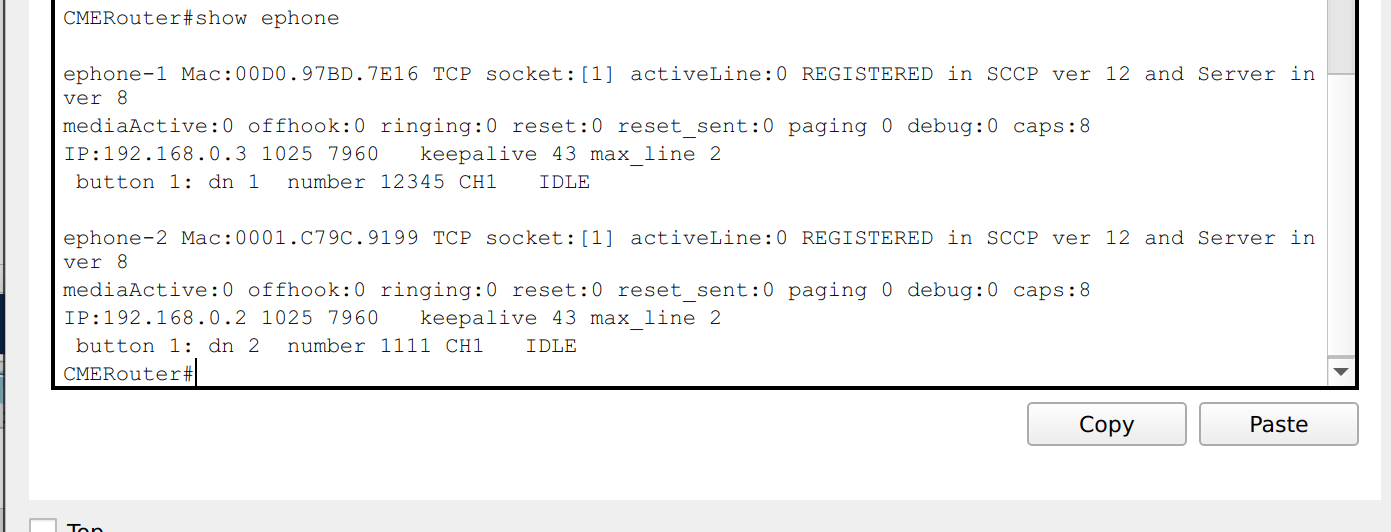 CMERouter#show ephone
ephone-1 Mac:00D0.97BD.7E16 TCP socket:[1] activeLine:0 REGISTERED in SCCP ver 12 and Server in
ver 8
mediaActive:0 offhook:0 ringing:0 reset:0 reset_sent:0 paging 0 debug:0 caps:8
IP:192.168.0.3 1025 7960   keepalive 43 max_line 2
button 1: dn 1  number 12345 CH1   IDLE
ephone-2 Mac:0001.C79C.9199 TCP socket:[1] activeLine:0 REGISTERED in SCCP ver 12 and Server in
ver 8
mediaActive:0 offhook:0 ringing:0 reset:0 reset_sent:0 paging 0 debug:0 caps:8
IP:192.168.0.2 1025 7960   keepalive 43 max_line 2
button 1: dn 2  number 1111 CH1   IDLE
CMERouter#
Copy Paste
Top